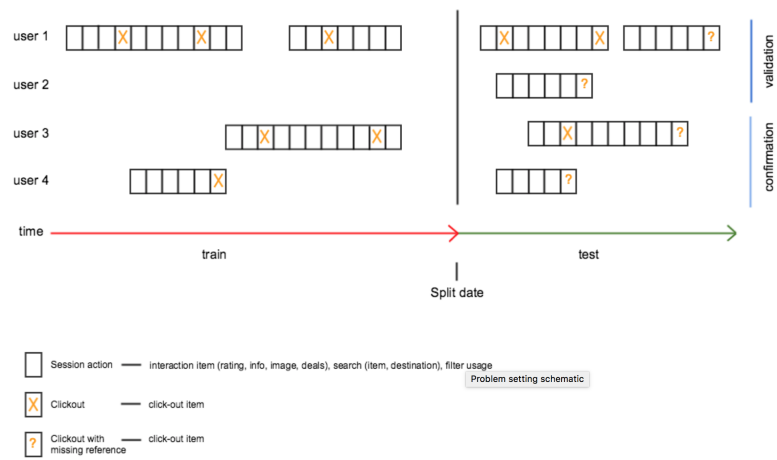 user 1
X
X
X
X
X
?
user 2
?
user 3
X
X
X
?
user 4
X
?
validation
confirmation
time
train
test
Split date
Session action — interaction item (rating, info, image, deals), search (item, destination), filter usage
Problem setting schematic
X Clickout — click-out item
? Clickout with
missing reference — click-out item